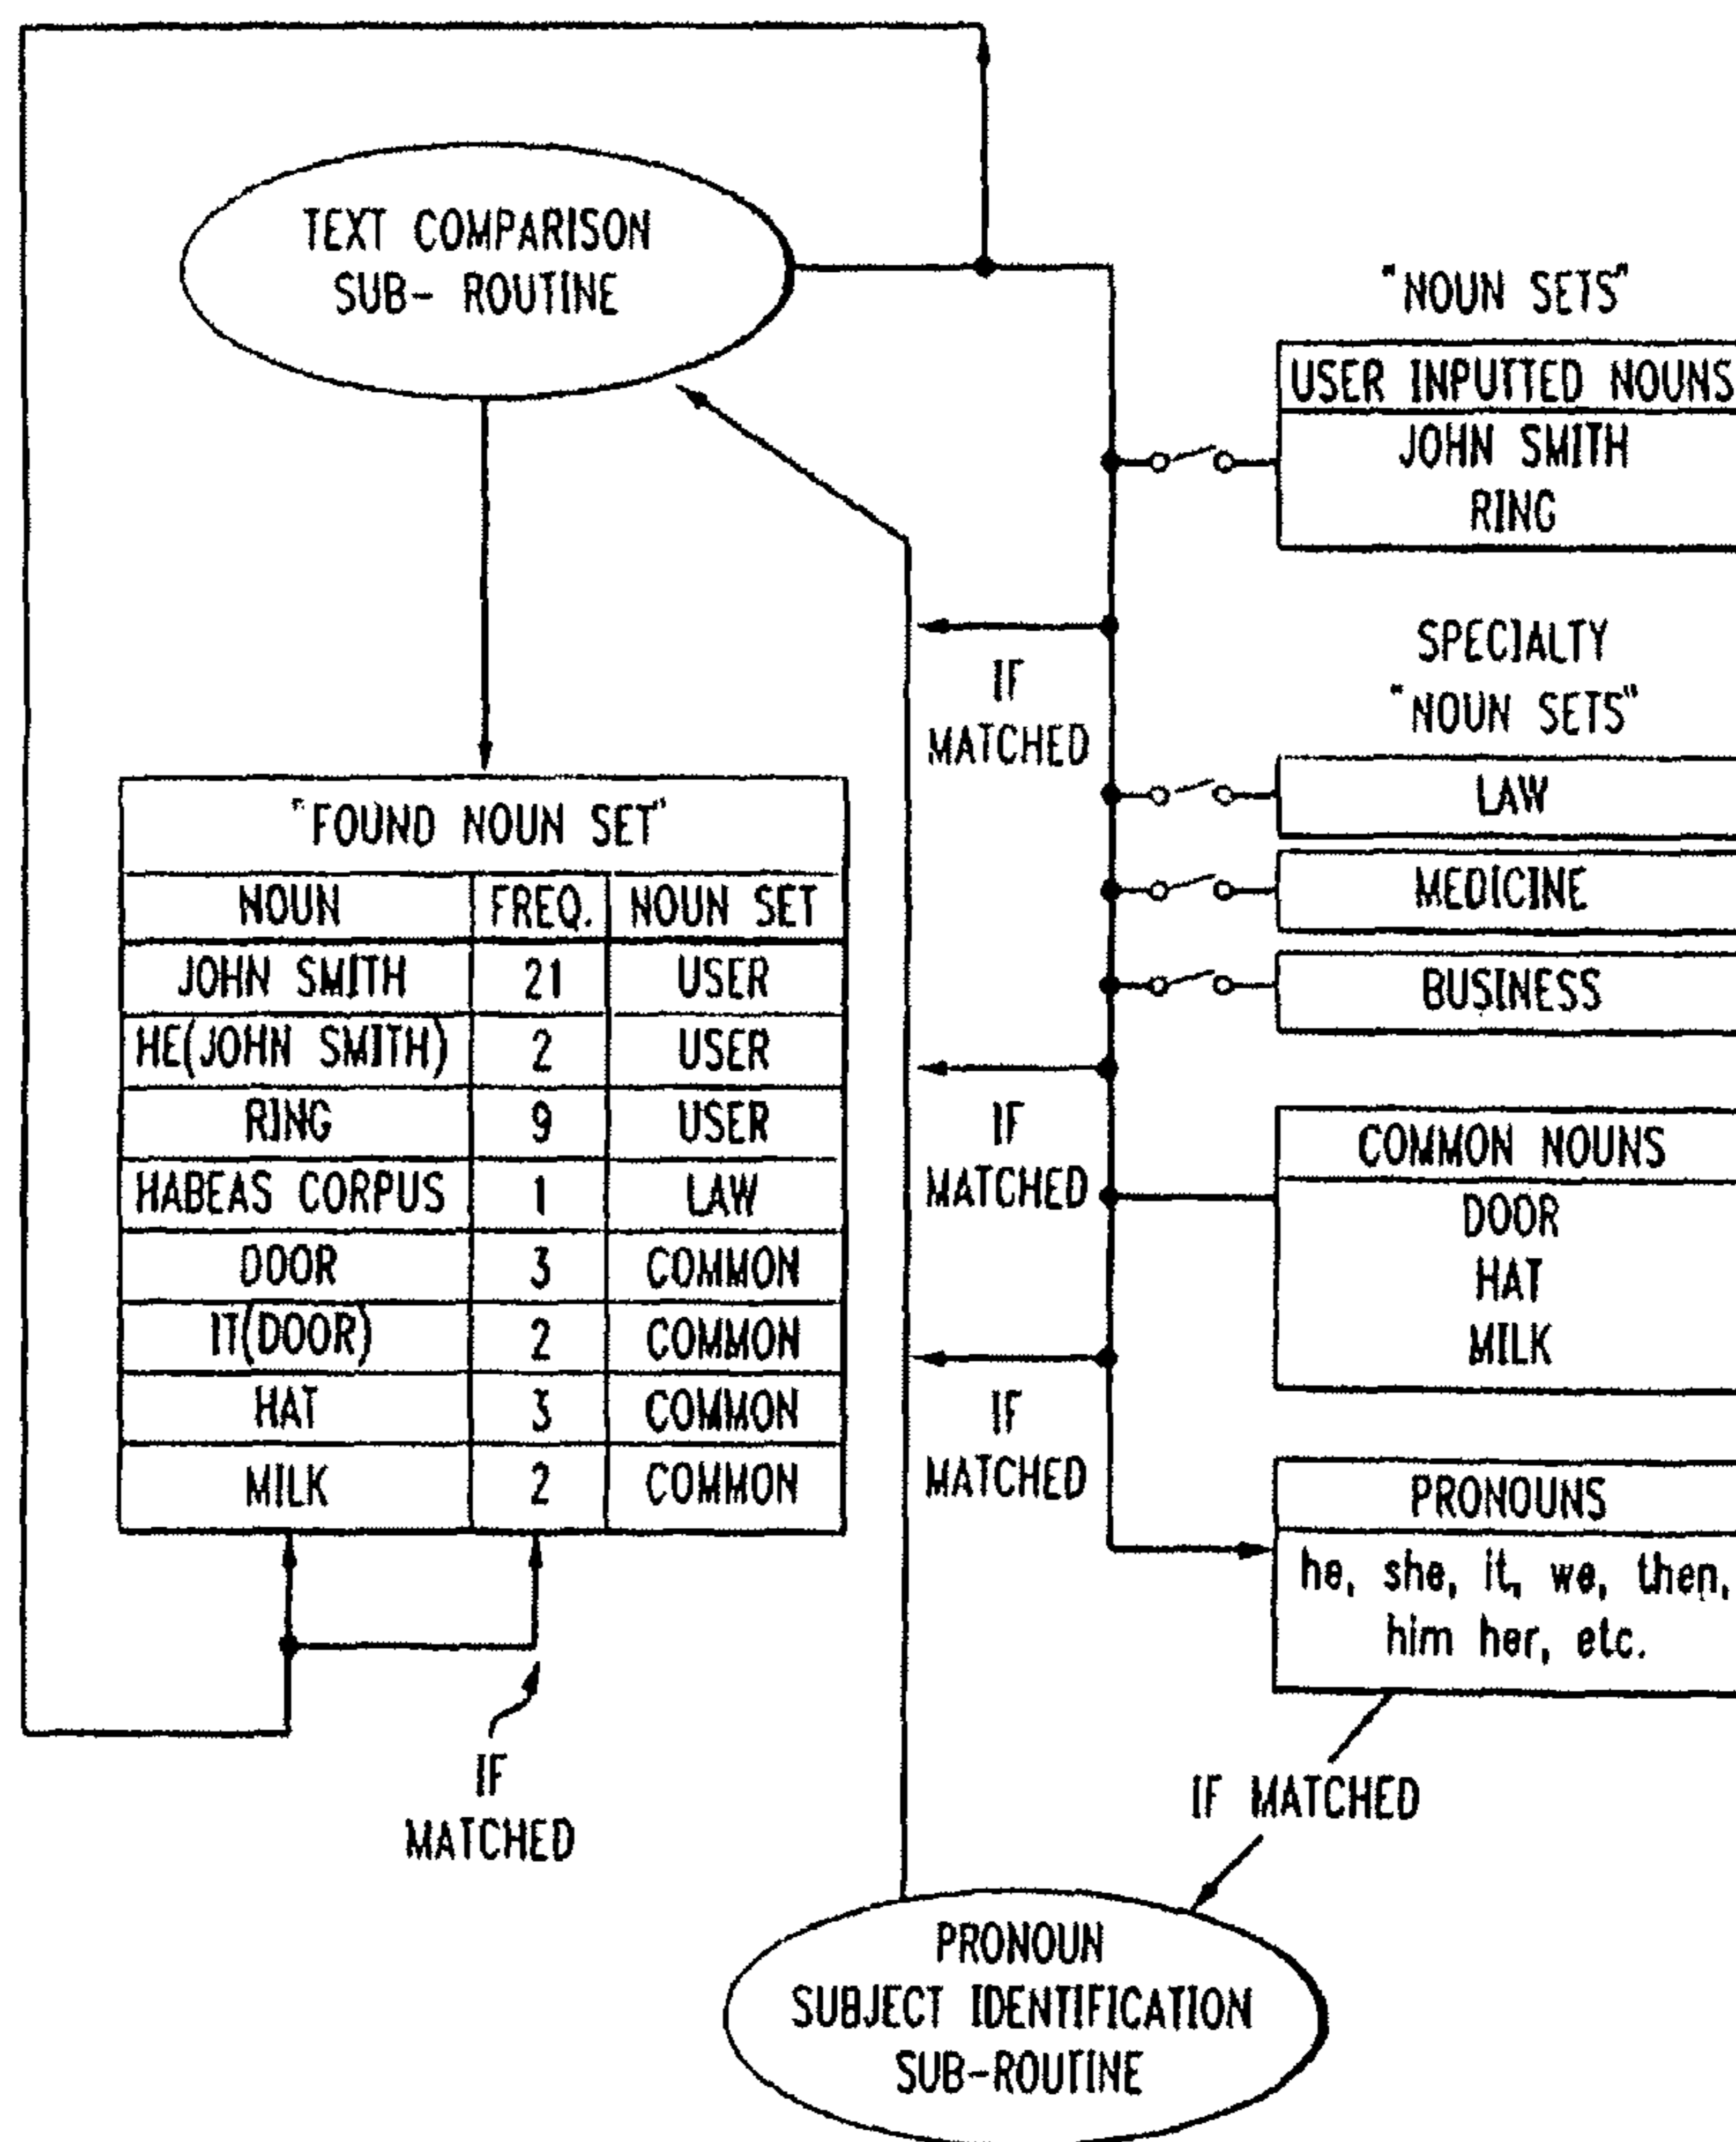 TEXT COMPARISON
SUB- ROUTINE
"NOUN SETS"
USER INPUTTED NOUNS
JOHN SMITH
RING
IF
MATCHED
SPECIALTY
"NOUN SETS"
LAW
MEDICINE
BUSINESS
"FOUND NOUN SET"
NOUN FREQ. NOUN SET
JOHN SMITH 21 USER
HE(JOHN SMITH) 2 USER
RING 9 USER
HABEAS CORPUS 1 LAW
DOOR 3 COMMON
IT(DOOR) 2 COMMON
HAT 3 COMMON
MILK 2 COMMON
IF
MATCHED
COMMON NOUNS
DOOR
HAT
MILK
IF
MATCHED
PRONOUNS
he, she, it, we, then,
him her, etc.
IF
MATCHED
IF MATCHED
PRONOUN
SUBJECT IDENTIFICATION
SUB-ROUTINE